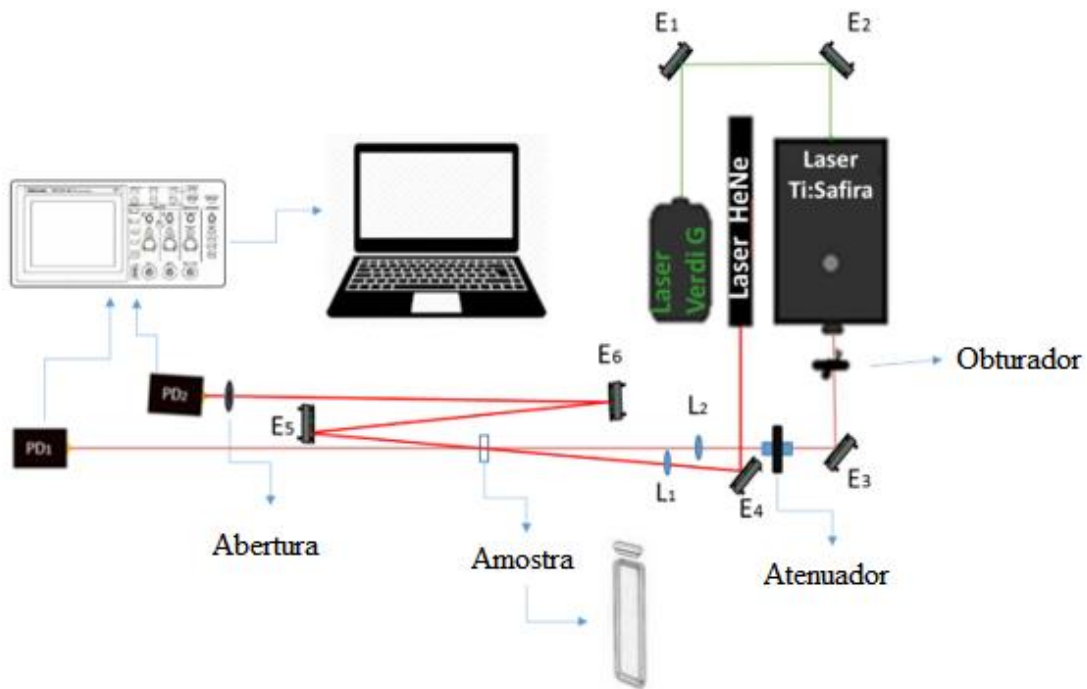 E1
E2
Laser HeNe
Laser
Ti:Safira
Laser
Verdi G
Obturador
E6
PD2
E5
L2
PD1
L1
E4
E3
Abertura
Amostra
Atenuador